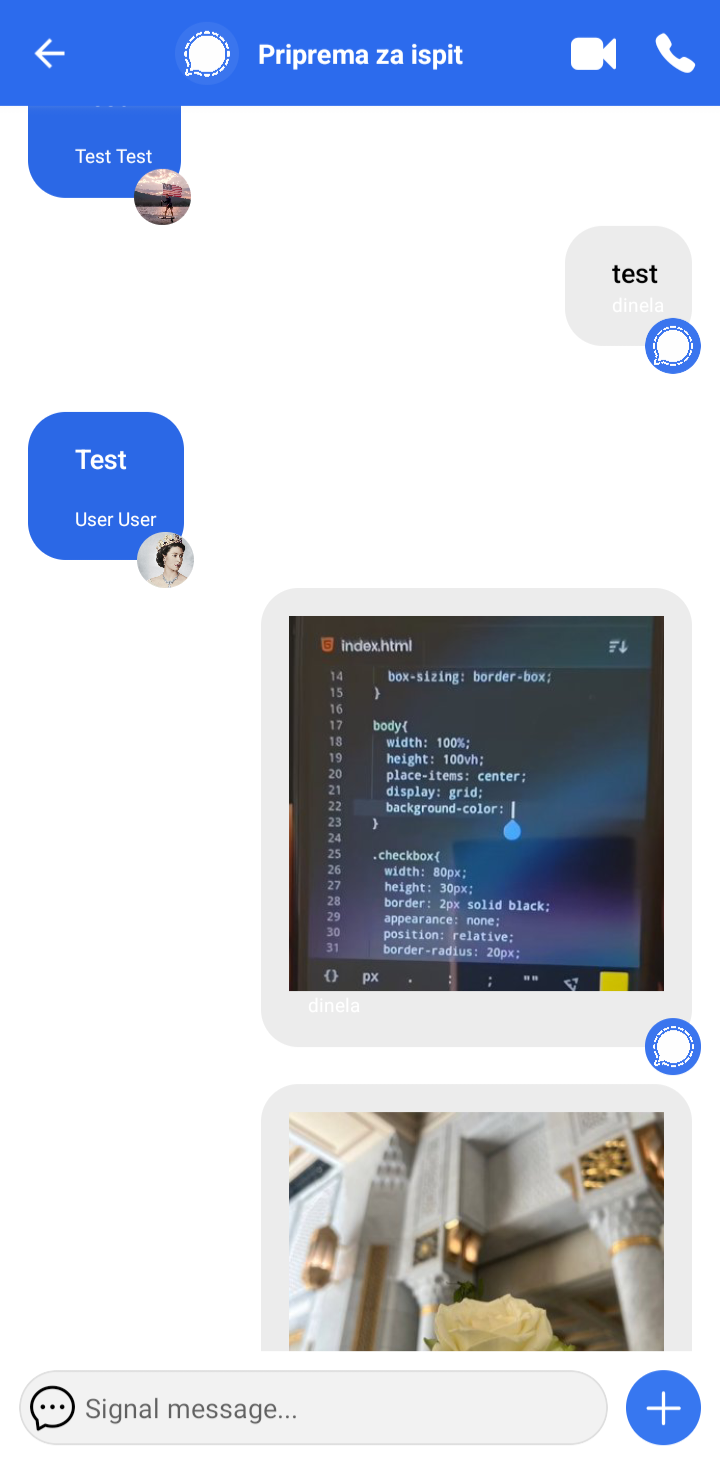 Priprema za ispit
Test Test
test
dinela
Test
User User
index.html
14 box-sizing: border-box;
15 }
16
17 body{
18 width: 100%;
19 height: 100vh;
20 place-items: center;
21 display: grid;
22 background-color:
23 }
24
25 .checkbox{
26 width: 80px;
27 height: 30px;
28 border: 2px solid black;
29 appearance: none;
30 position: relative;
31 border-radius: 20px;
{} px . : ; ""
dinela
Signal message...